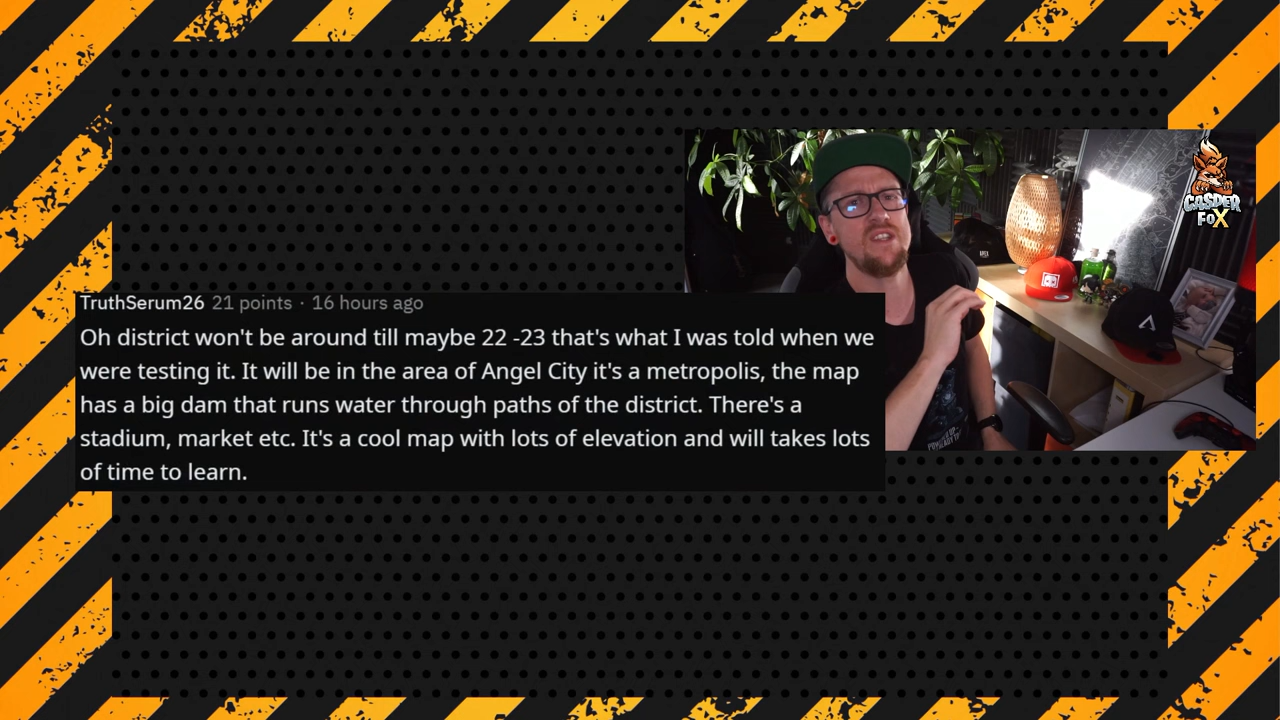 CASPER
FoX
TruthSerum26 21 points · 16 hours ago
Oh district won't be around till maybe 22 -23 that's what I was told when we
were testing it. It will be in the area of Angel City it's a metropolis, the map
has a big dam that runs water through paths of the district. There's a
stadium, market etc. It's a cool map with lots of elevation and will takes lots
of time to learn.